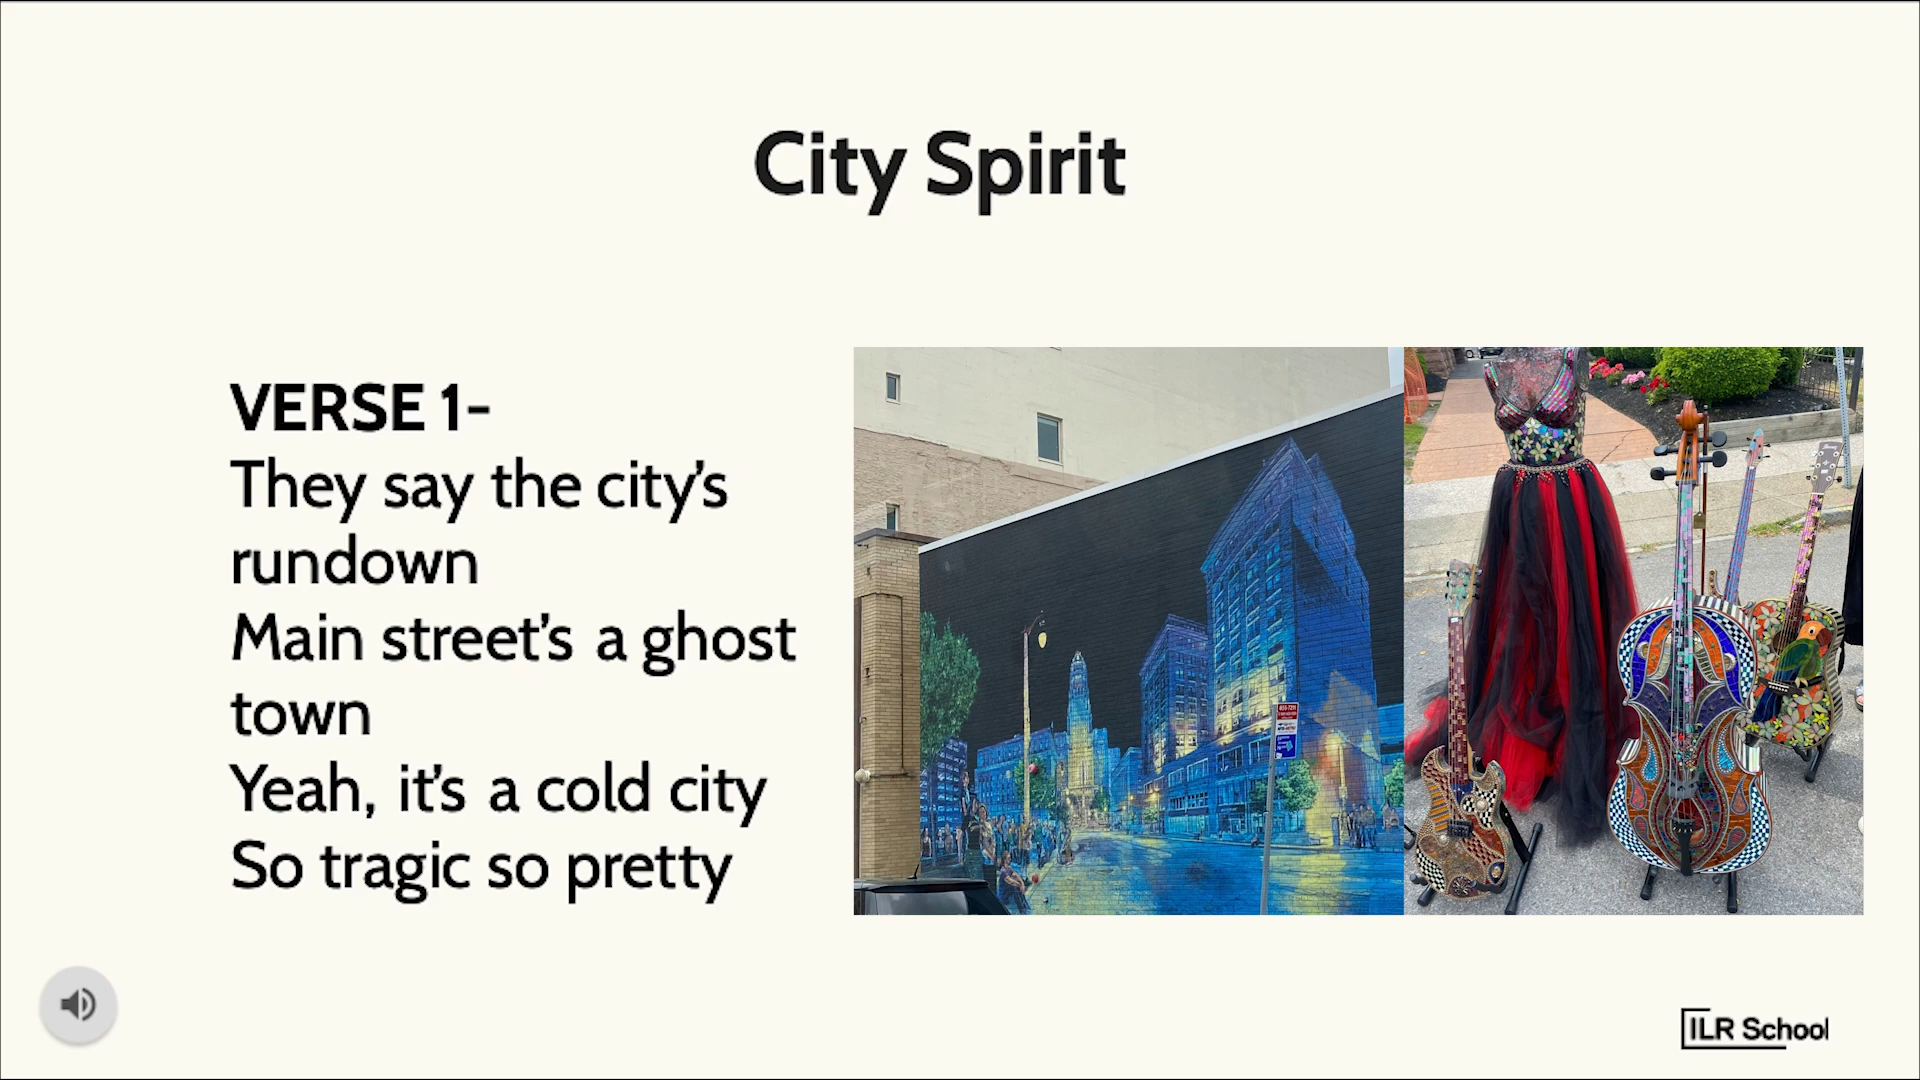 City Spirit
VERSE 1-
They say the city's
rundown
Main street's a ghost
town
Yeah, it's a cold city
So tragic so pretty
ILR School